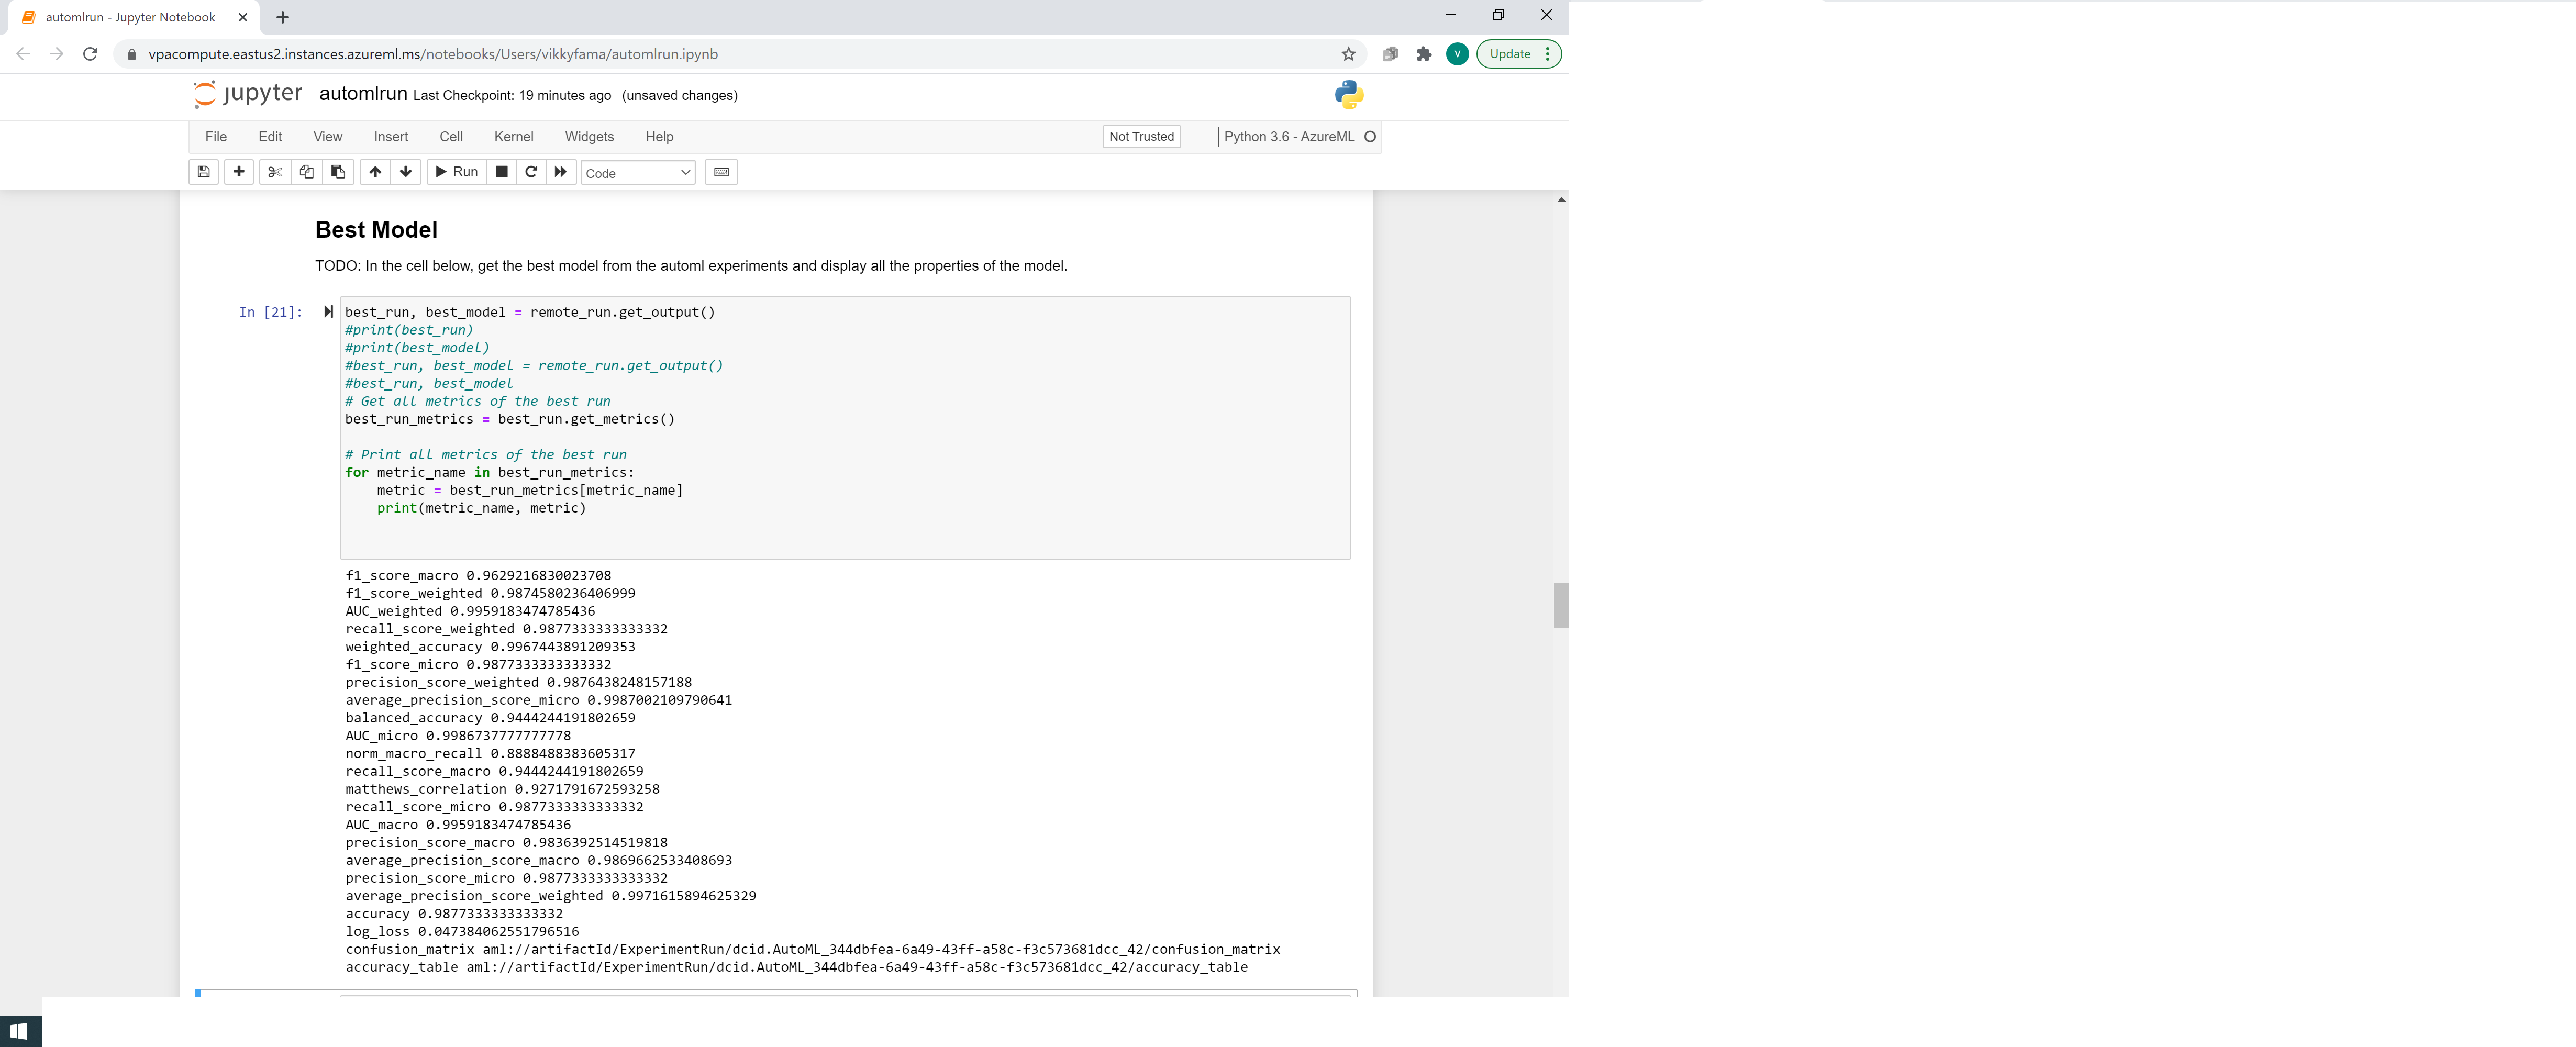 automlrun - Jupyter Notebook
vpacompute.eastus2.instances.azureml.ms/notebooks/Users/vikkyfama/automlrun.ipynb
V
Update
jupyter automlrun Last Checkpoint: 19 minutes ago (unsaved changes)
File Edit View Insert Cell Kernel Widgets Help
Not Trusted
Python 3.6 - AzureML
Run
Code
Best Model
TODO: In the cell below, get the best model from the automl experiments and display all the properties of the model.
In [21]:
best_run, best_model = remote_run.get_output()
#print(best_run)
#print(best_model)
#best_run, best_model = remote_run.get_output()
#best_run, best_model
# Get all metrics of the best run
best_run_metrics = best_run.get_metrics()
# Print all metrics of the best run
for metric_name in best_run_metrics:
    metric = best_run_metrics[metric_name]
    print(metric_name, metric)
f1_score_macro 0.9629216830023708
f1_score_weighted 0.9874580236406999
AUC_weighted 0.9959183474785436
recall_score_weighted 0.9877333333333332
weighted_accuracy 0.9967443891209353
f1_score_micro 0.9877333333333332
precision_score_weighted 0.9876438248157188
average_precision_score_micro 0.9987002109790641
balanced_accuracy 0.9444244191802659
AUC_micro 0.9986737777777778
norm_macro_recall 0.8888488383605317
recall_score_macro 0.9444244191802659
matthews_correlation 0.9271791672593258
recall_score_micro 0.9877333333333332
AUC_macro 0.9959183474785436
precision_score_macro 0.9836392514519818
average_precision_score_macro 0.9869662533408693
precision_score_micro 0.9877333333333332
average_precision_score_weighted 0.9971615894625329
accuracy 0.9877333333333332
log_loss 0.047384062551796516
confusion_matrix aml://artifactId/ExperimentRun/dcid.AutoML_344dbfea-6a49-43ff-a58c-f3c573681dcc_42/confusion_matrix
accuracy_table aml://artifactId/ExperimentRun/dcid.AutoML_344dbfea-6a49-43ff-a58c-f3c573681dcc_42/accuracy_table